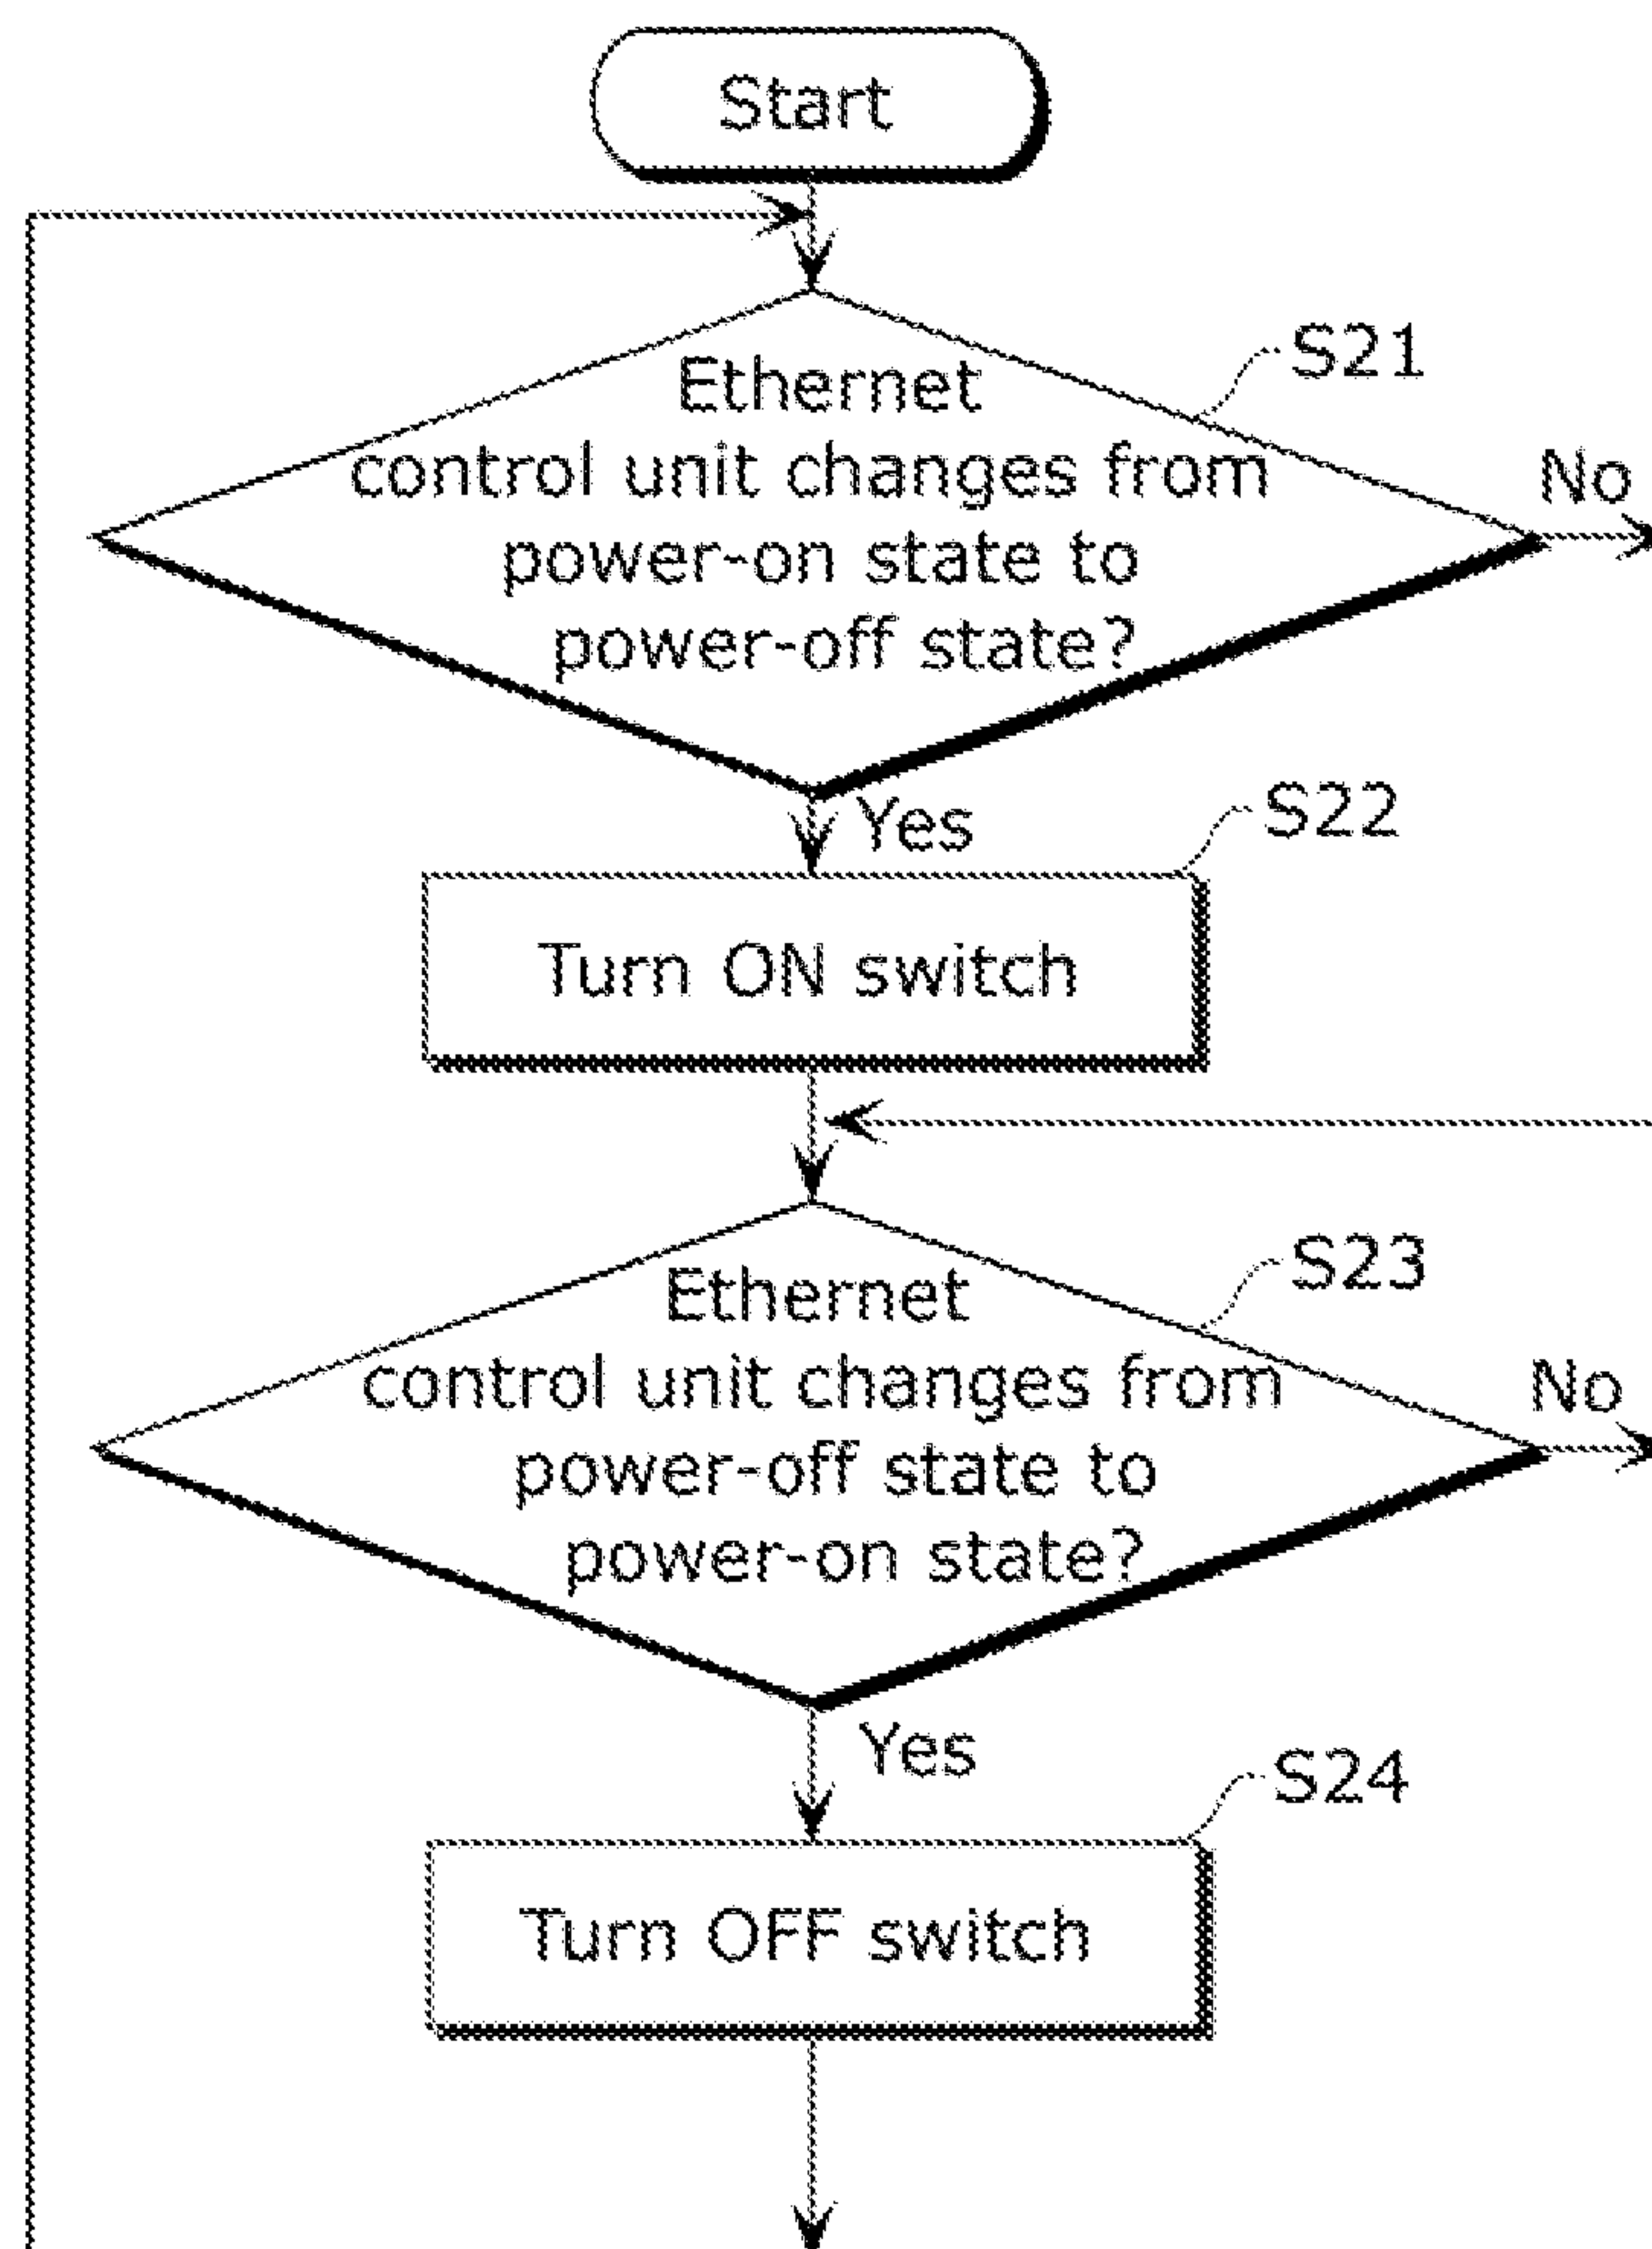 Start
S21
Ethernet
control unit changes from
power-on state to
power-off state?
No
Yes
S22
Turn ON switch
S23
Ethernet
control unit changes from
power-off state to
power-on state?
No
Yes
S24
Turn OFF switch